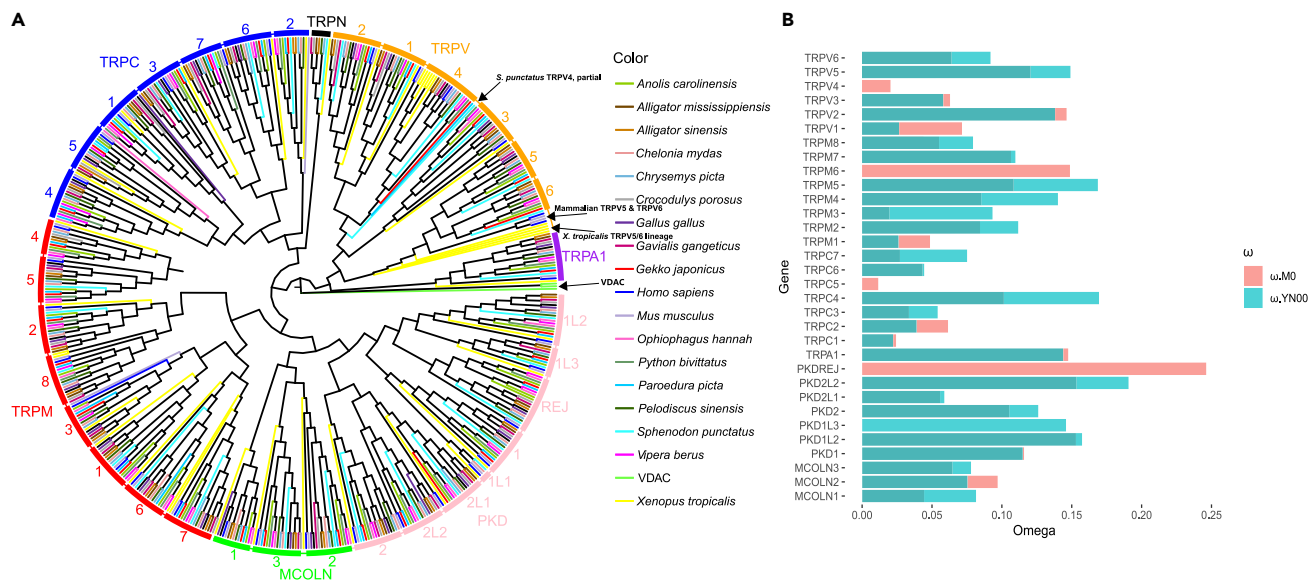 A
TRPC
7
6
2
TRPN
2
1
TRPV
4
3
5
6
3
1
5
4
S. punctatus TRPV4, partial
Mammalian TRPV5 & TRPV6
X. tropicalis TRPV5/6 lineage
TRPA1
VDAC
1L2
1L3
REJ
1
1L1
2L1
PKD
2L2
2
4
5
2
8
TRPM
3
1
6
7
1
3
2
MCOLN
Color
Anolis carolinensis
Alligator mississippiensis
Alligator sinensis
Chelonia mydas
Chrysemys picta
Crocodulys porosus
Gallus gallus
Gavialis gangeticus
Gekko japonicus
Homo sapiens
Mus musculus
Ophiophagus hannah
Python bivittatus
Paroedura picta
Pelodiscus sinensis
Sphenodon punctatus
Vipera berus
VDAC
Xenopus tropicalis
B
Gene
TRPV6
TRPV5
TRPV4
TRPV3
TRPV2
TRPV1
TRPM8
TRPM7
TRPM6
TRPM5
TRPM4
TRPM3
TRPM2
TRPM1
TRPC7
TRPC6
TRPC5
TRPC4
TRPC3
TRPC2
TRPC1
TRPA1
PKDREJ
PKD2L2
PKD2L1
PKD2
PKD1L3
PKD1L2
PKD1
MCOLN3
MCOLN2
MCOLN1
0.00 0.05 0.10 0.15 0.20 0.25
Omega
ω
ω.M0
ω.YN00